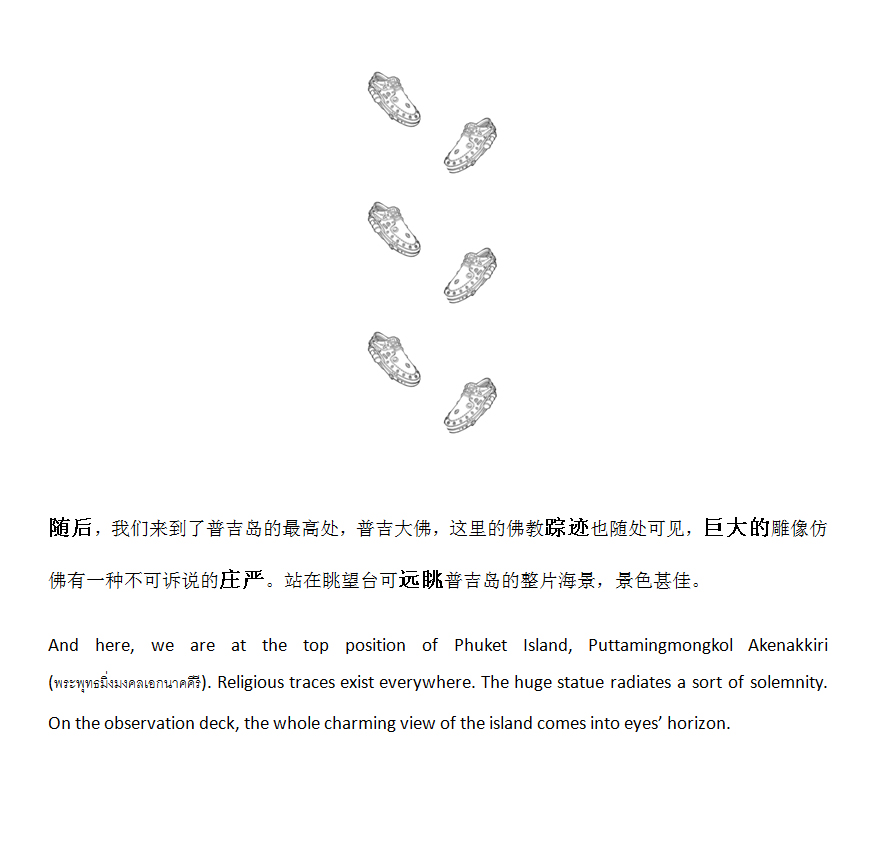 随后，我们来到了普吉岛的最高处，普吉大佛，这里的佛教踪迹也随处可见，巨大的雕像仿
佛有一种不可诉说的庄严。站在眺望台可远眺普吉岛的整片海景，景色甚佳。
And here, we are at the top position of Phuket Island, Puttamingmongkol Akenakkiri
(พระพุทธมิ่งมงคลเอกนาคคีรี). Religious traces exist everywhere. The huge statue radiates a sort of solemnity.
On the observation deck, the whole charming view of the island comes into eyes’ horizon.